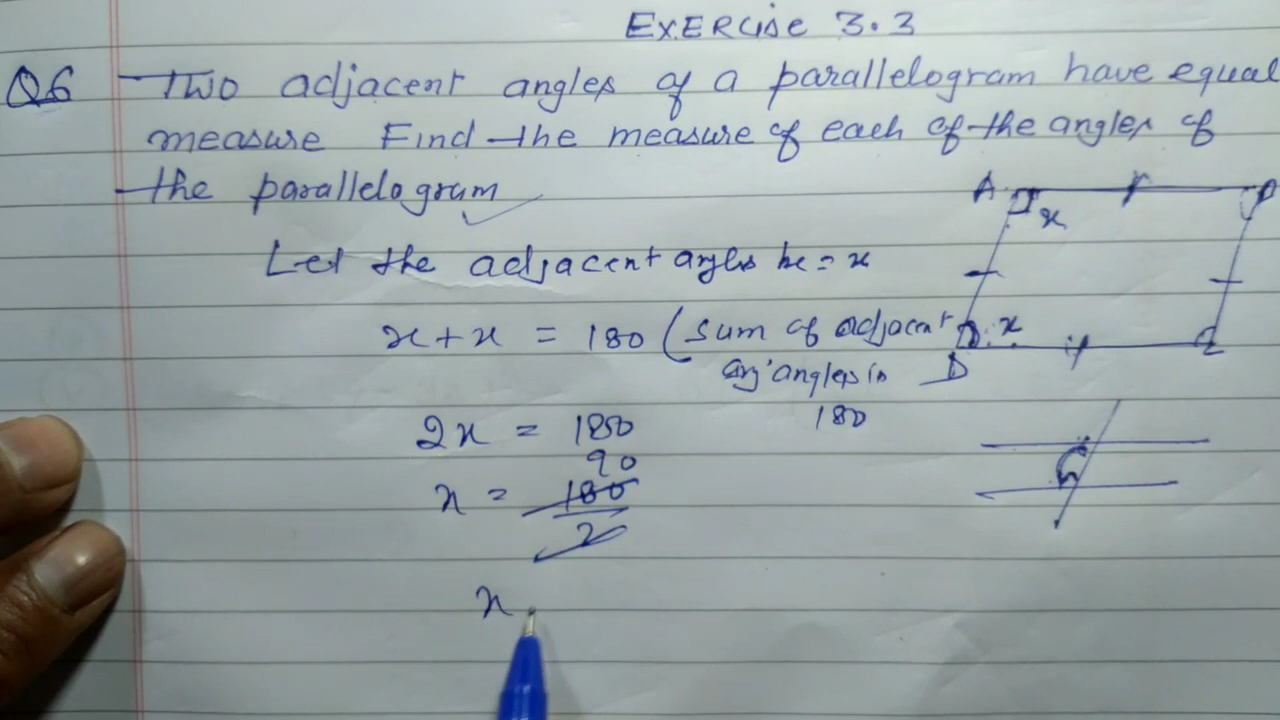 EXERCISE 3.3
Q6 Two adjacent angles of a parallelogram have equal
measure Find the measure of each of the angles of
the parallelogram
A D
x
Let the adjacent angles be = x
x + x = 180 (sum of adjacent
x
angles is
B
180
2x = 180
90
x = 180
2
x